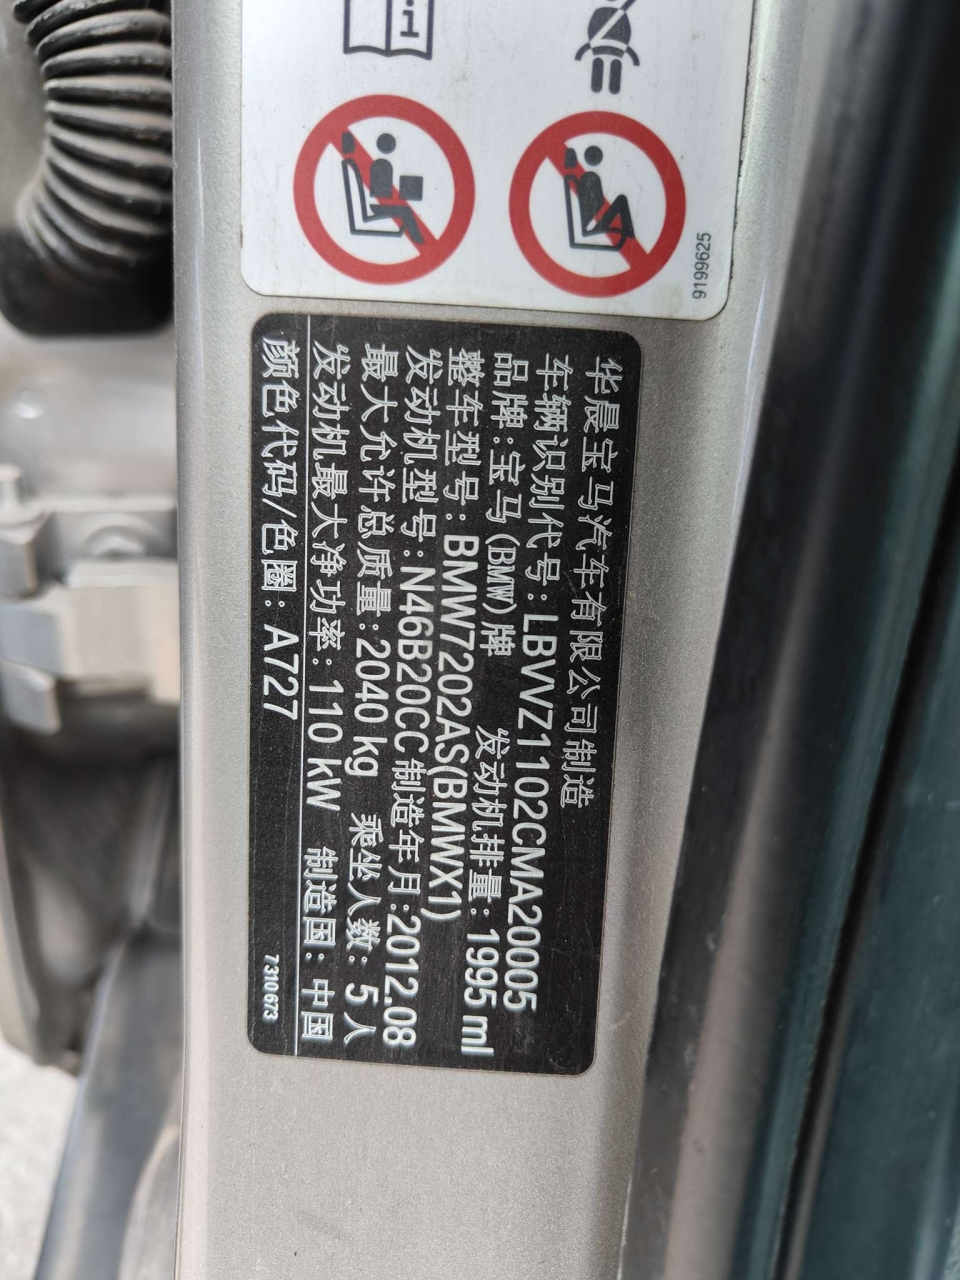 i
9199625
华晨宝马汽车有限公司制造
车辆识别代号:LBVVZ1102CMA20005
品牌:宝马(BMW)牌 发动机排量:1995 ml
整车型号:BMW7202AS(BMWX1)
发动机型号:N46B20CC 制造年月:2012.08
最大允许总质量:2040 kg 乘坐人数:5人
发动机最大净功率:110 kW 制造国:中国
颜色代码/色圈:A727
7 310 673